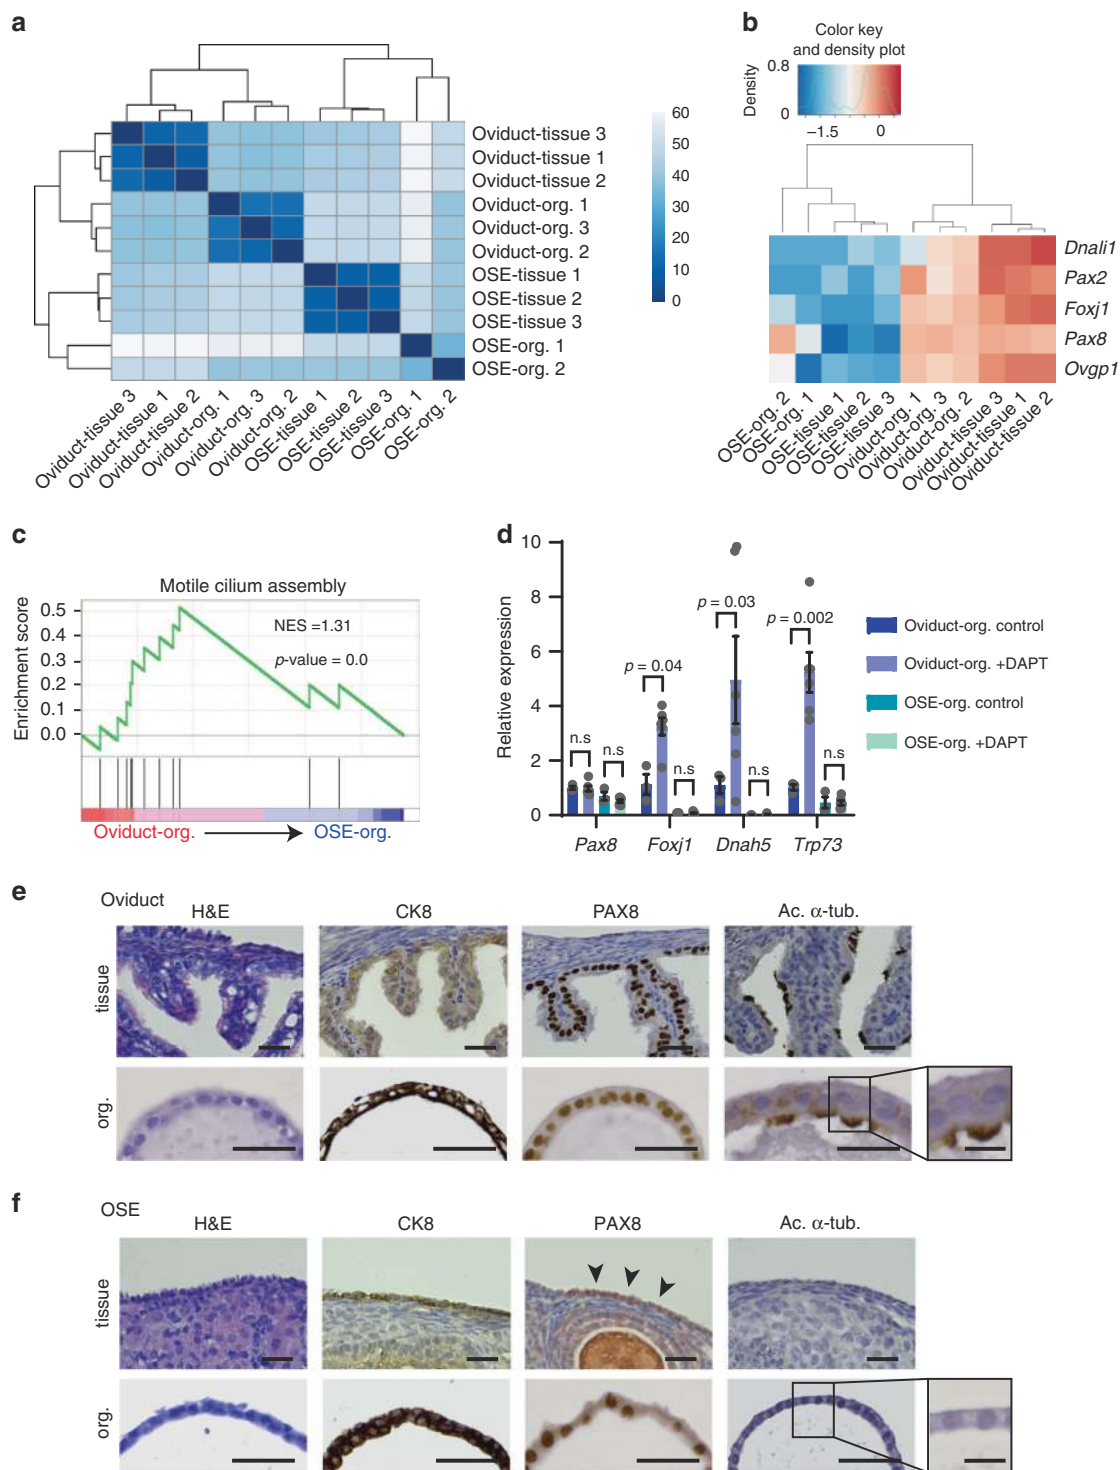 a
60
50
40
30
20
10
0
Oviduct-tissue 3
Oviduct-tissue 1
Oviduct-tissue 2
Oviduct-org. 1
Oviduct-org. 3
Oviduct-org. 2
OSE-tissue 1
OSE-tissue 2
OSE-tissue 3
OSE-org. 1
OSE-org. 2
Oviduct-tissue 3
Oviduct-tissue 1
Oviduct-tissue 2
Oviduct-org. 1
Oviduct-org. 3
Oviduct-org. 2
OSE-tissue 1
OSE-tissue 2
OSE-tissue 3
OSE-org. 1
OSE-org. 2
b
Color key
and density plot
Density
0.8
0
−1.5 0
Dnali1
Pax2
Foxj1
Pax8
Ovgp1
OSE-org. 2
OSE-org. 1
OSE-tissue 1
OSE-tissue 2
OSE-tissue 3
Oviduct-org. 1
Oviduct-org. 3
Oviduct-org. 2
Oviduct-tissue 3
Oviduct-tissue 1
Oviduct-tissue 2
c
Motile cilium assembly
Enrichment score
0.5
0.4
0.3
0.2
0.1
0.0
NES =1.31
p-value = 0.0
Oviduct-org. OSE-org.
d
Relative expression
10
8
6
4
2
0
n.s
n.s
p = 0.04
n.s
p = 0.03
n.s
p = 0.002
n.s
Pax8 Foxj1 Dnah5 Trp73
Oviduct-org. control
Oviduct-org. +DAPT
OSE-org. control
OSE-org. +DAPT
e
Oviduct
H&E CK8 PAX8 Ac. α-tub.
tissue
org.
f
OSE
H&E CK8 PAX8 Ac. α-tub.
tissue
org.